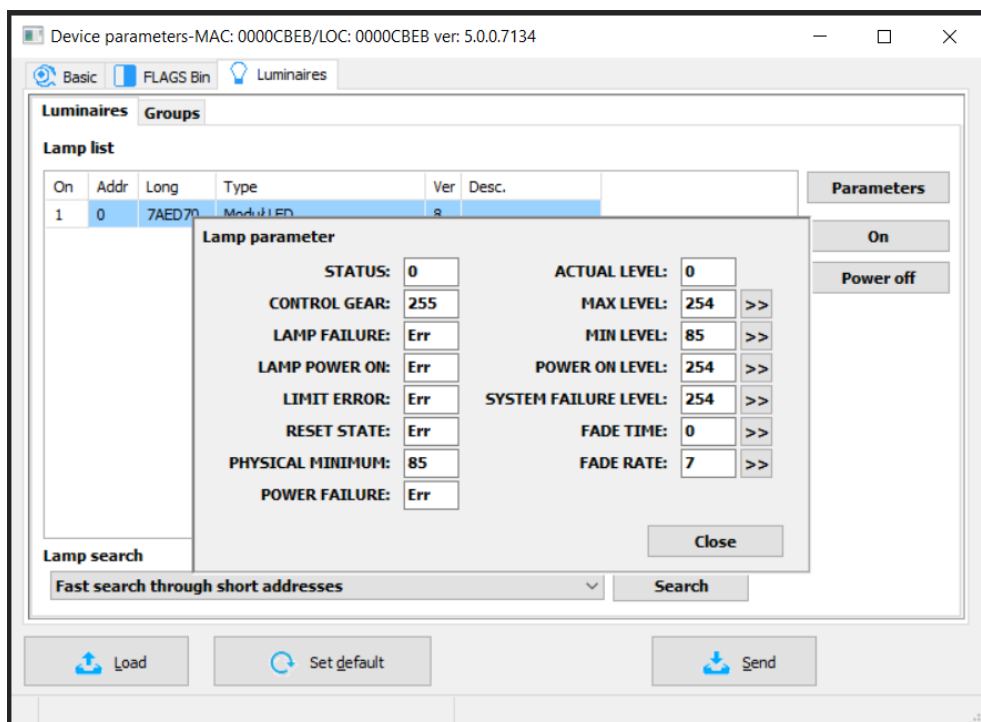 Device parameters-MAC: 0000CBEB/LOC: 0000CBEB ver: 5.0.0.7134
Basic FLAGS Bin Luminaires
Luminaires Groups
Lamp list
On Addr Long Type Ver Desc.
1 0 7AED70 Moduł LED 8
Parameters
On
Power off
Lamp parameter
STATUS: 0 ACTUAL LEVEL: 0
CONTROL GEAR: 255 MAX LEVEL: 254 >>
LAMP FAILURE: Err MIN LEVEL: 85 >>
LAMP POWER ON: Err POWER ON LEVEL: 254 >>
LIMIT ERROR: Err SYSTEM FAILURE LEVEL: 254 >>
RESET STATE: Err FADE TIME: 0 >>
PHYSICAL MINIMUM: 85 FADE RATE: 7 >>
POWER FAILURE: Err
Close
Lamp search
Fast search through short addresses Search
Load Set default Send